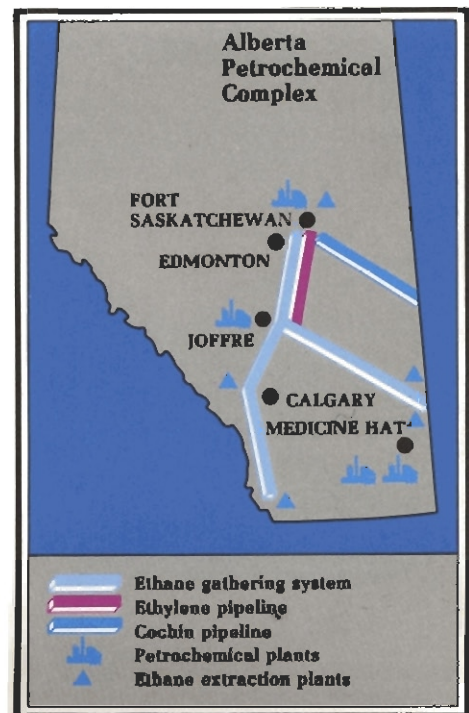 Alberta
Petrochemical
Complex
FORT
SASKATCHEWAN
EDMONTON
JOFFRE
CALGARY
MEDICINE HAT
Ethane gathering system
Ethylene pipeline
Cochin pipeline
Petrochemical plants
Ethane extraction plants